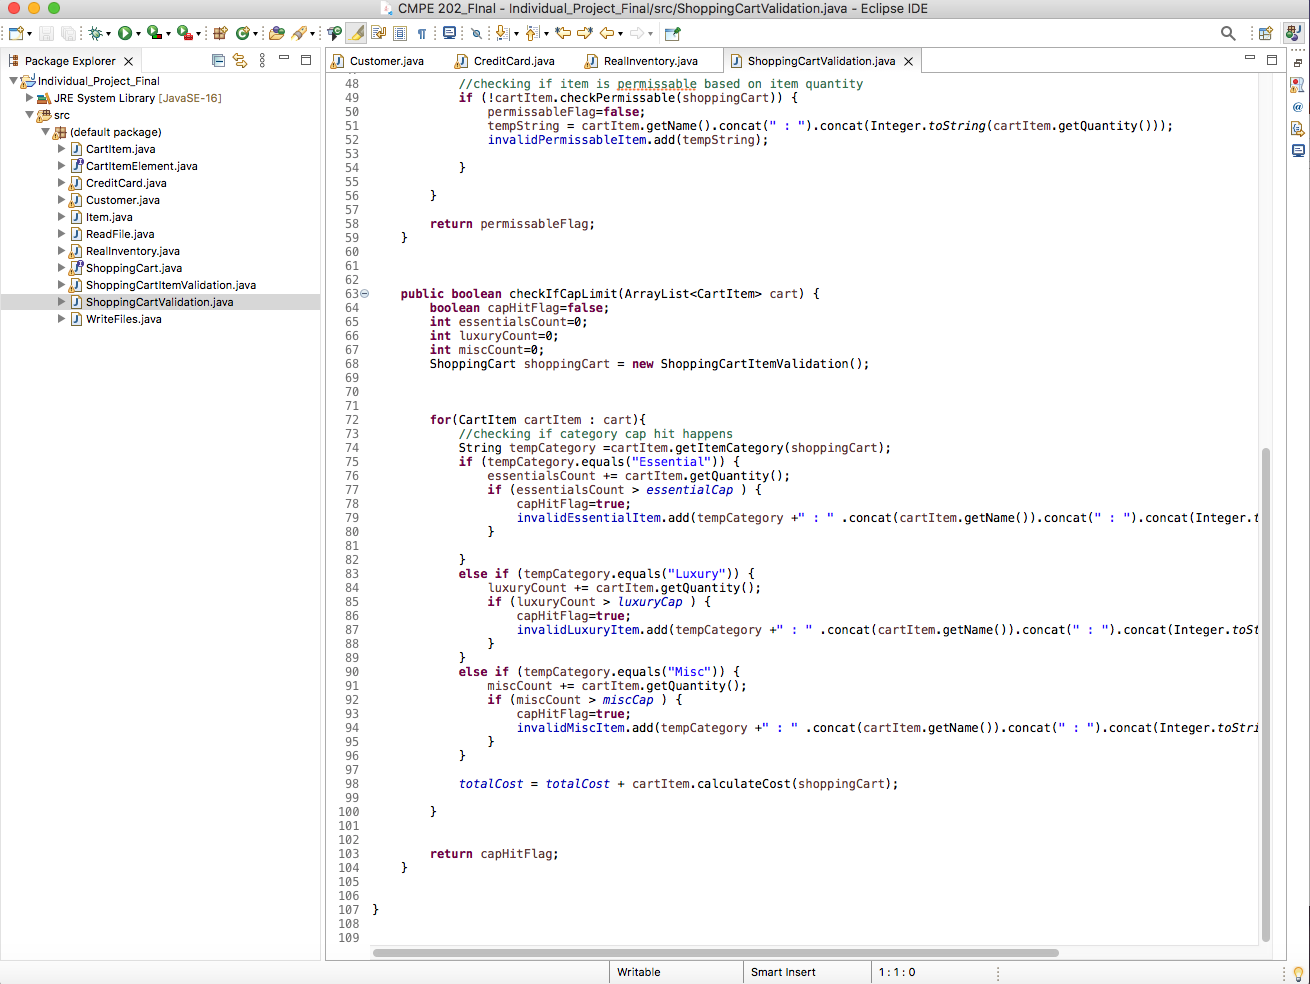 CMPE 202_FInal - Individual_Project_Final/src/ShoppingCartValidation.java - Eclipse IDE
Package Explorer
Customer.java
CreditCard.java
RealInventory.java
ShoppingCartValidation.java
Individual_Project_Final
JRE System Library [JavaSE-16]
src
(default package)
CartItem.java
CartItemElement.java
CreditCard.java
Customer.java
Item.java
ReadFile.java
RealInventory.java
ShoppingCart.java
ShoppingCartItemValidation.java
ShoppingCartValidation.java
WriteFiles.java
48 //checking if item is permissable based on item quantity
49 if (!cartItem.checkPermissable(shoppingCart)) {
50 permissableFlag=false;
51 tempString = cartItem.getName().concat(" : ").concat(Integer.toString(cartItem.getQuantity()));
52 invalidPermissableItem.add(tempString);
53
54 }
55
56 }
57
58 return permissableFlag;
59 }
60
61
62
63 public boolean checkIfCapLimit(ArrayList<CartItem> cart) {
64 boolean capHitFlag=false;
65 int essentialsCount=0;
66 int luxuryCount=0;
67 int miscCount=0;
68 ShoppingCart shoppingCart = new ShoppingCartItemValidation();
69
70
71
72 for(CartItem cartItem : cart){
73 //checking if category cap hit happens
74 String tempCategory =cartItem.getItemCategory(shoppingCart);
75 if (tempCategory.equals("Essential")) {
76 essentialsCount += cartItem.getQuantity();
77 if (essentialsCount > essentialCap ) {
78 capHitFlag=true;
79 invalidEssentialItem.add(tempCategory +" : " .concat(cartItem.getName()).concat(" : ").concat(Integer.t
80 }
81
82 }
83 else if (tempCategory.equals("Luxury")) {
84 luxuryCount += cartItem.getQuantity();
85 if (luxuryCount > luxuryCap ) {
86 capHitFlag=true;
87 invalidLuxuryItem.add(tempCategory +" : " .concat(cartItem.getName()).concat(" : ").concat(Integer.toSt
88 }
89 }
90 else if (tempCategory.equals("Misc")) {
91 miscCount += cartItem.getQuantity();
92 if (miscCount > miscCap ) {
93 capHitFlag=true;
94 invalidMiscItem.add(tempCategory +" : " .concat(cartItem.getName()).concat(" : ").concat(Integer.toStri
95 }
96 }
97
98 totalCost = totalCost + cartItem.calculateCost(shoppingCart);
99
100 }
101
102
103 return capHitFlag;
104 }
105
106
107 }
108
109
Writable
Smart Insert
1 : 1 : 0